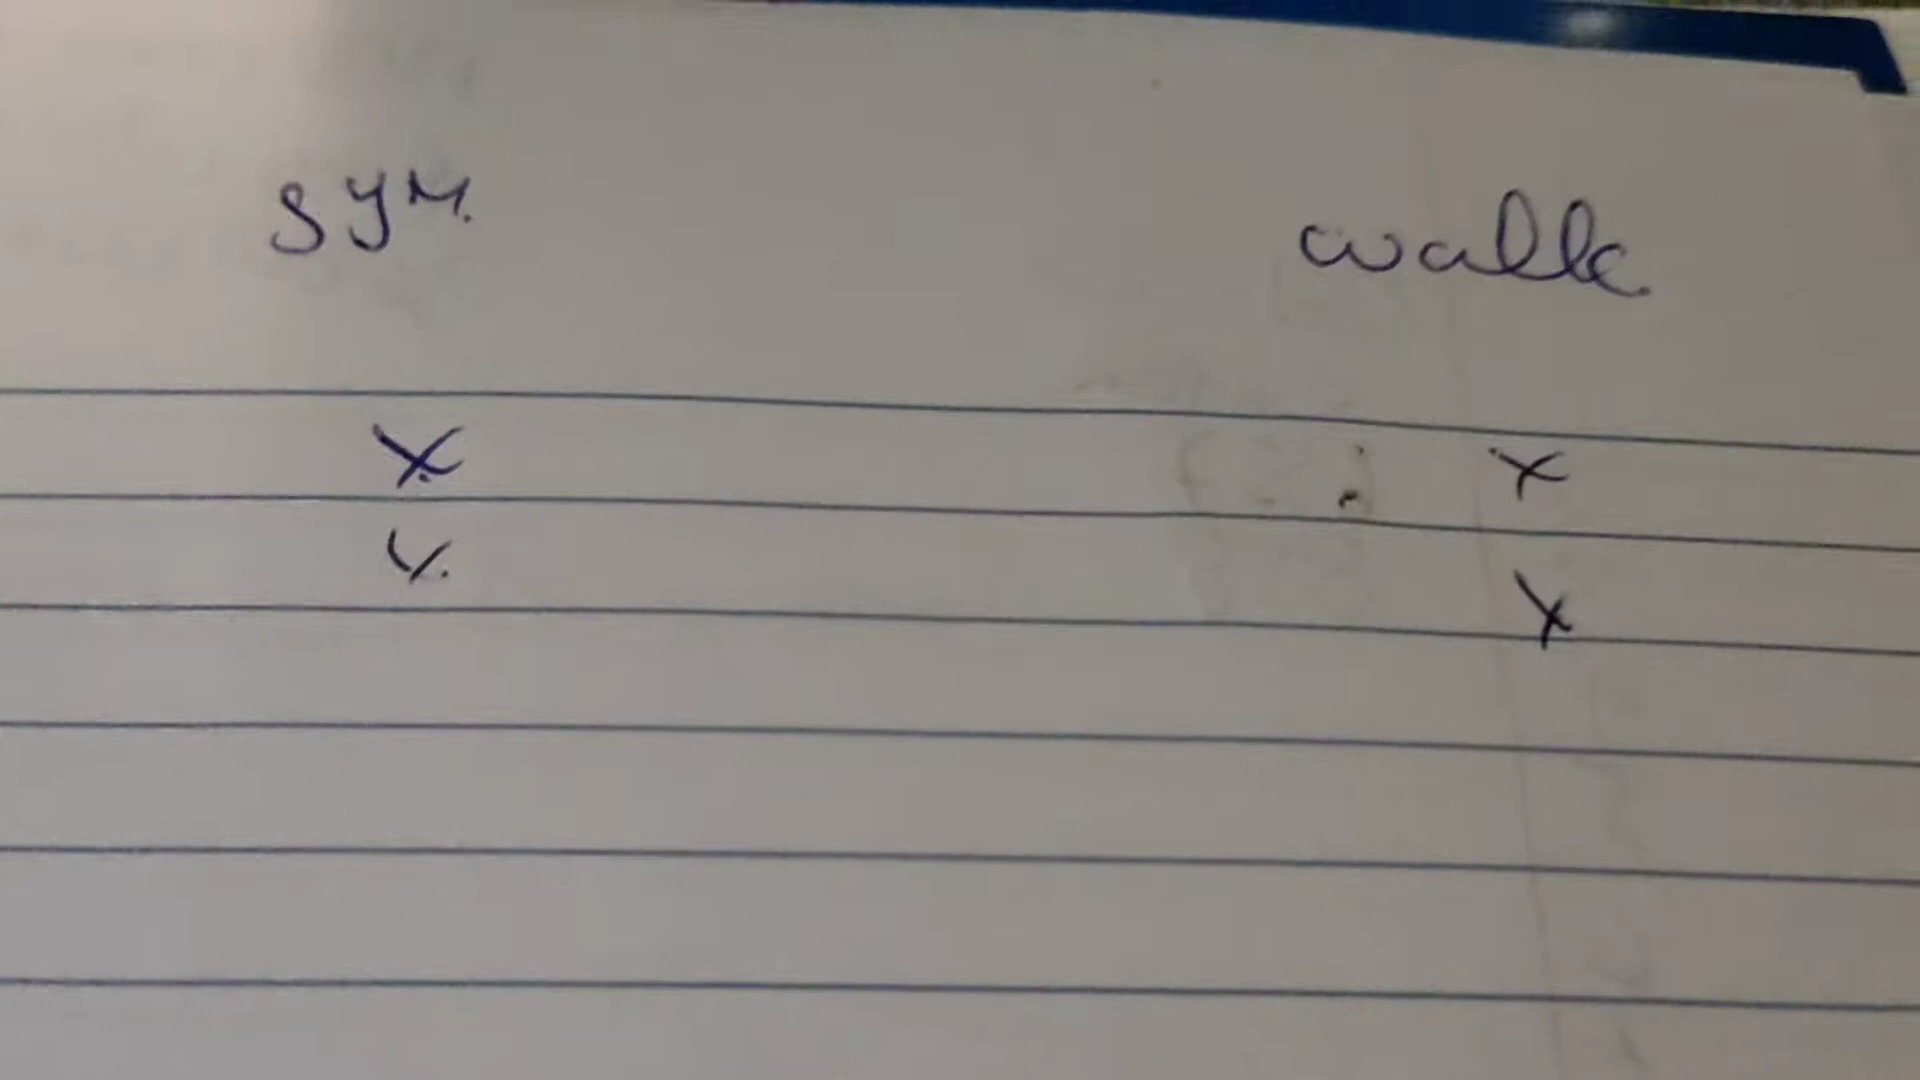 sym. walk
x x
v. x